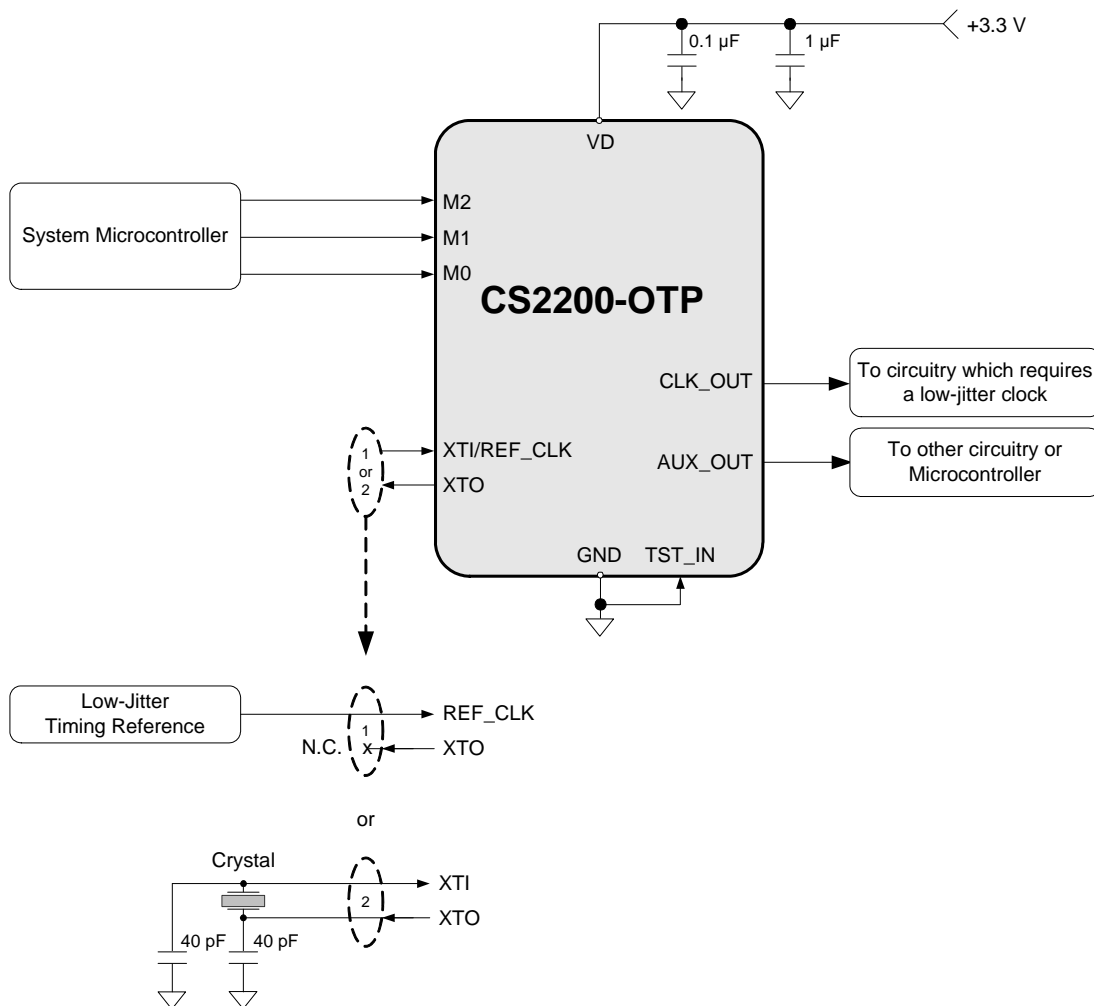 +3.3 V
0.1 µF
1 µF
VD
System Microcontroller
M2
M1
M0
CS2200-OTP
CLK_OUT
To circuitry which requires
a low-jitter clock
AUX_OUT
To other circuitry or
Microcontroller
1
or
2
XTI/REF_CLK
XTO
GND
TST_IN
Low-Jitter
Timing Reference
1
REF_CLK
N.C.
x
XTO
or
Crystal
2
XTI
XTO
40 pF
40 pF